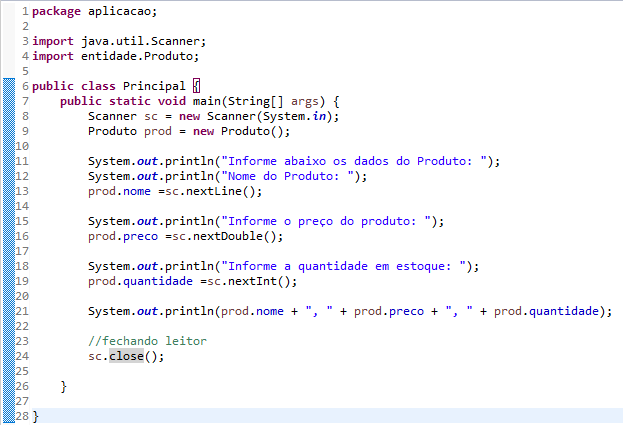 1 package aplicacao;
2
3 import java.util.Scanner;
4 import entidade.Produto;
5
6 public class Principal {
7     public static void main(String[] args) {
8         Scanner sc = new Scanner(System.in);
9         Produto prod = new Produto();
10
11         System.out.println("Informe abaixo os dados do Produto: ");
12         System.out.println("Nome do Produto: ");
13         prod.nome =sc.nextLine();
14
15         System.out.println("Informe o preço do produto: ");
16         prod.preco =sc.nextDouble();
17
18         System.out.println("Informe a quantidade em estoque: ");
19         prod.quantidade =sc.nextInt();
20
21         System.out.println(prod.nome + ", " + prod.preco + ", " + prod.quantidade);
22
23         //fechando leitor
24         sc.close();
25
26     }
27
28 }